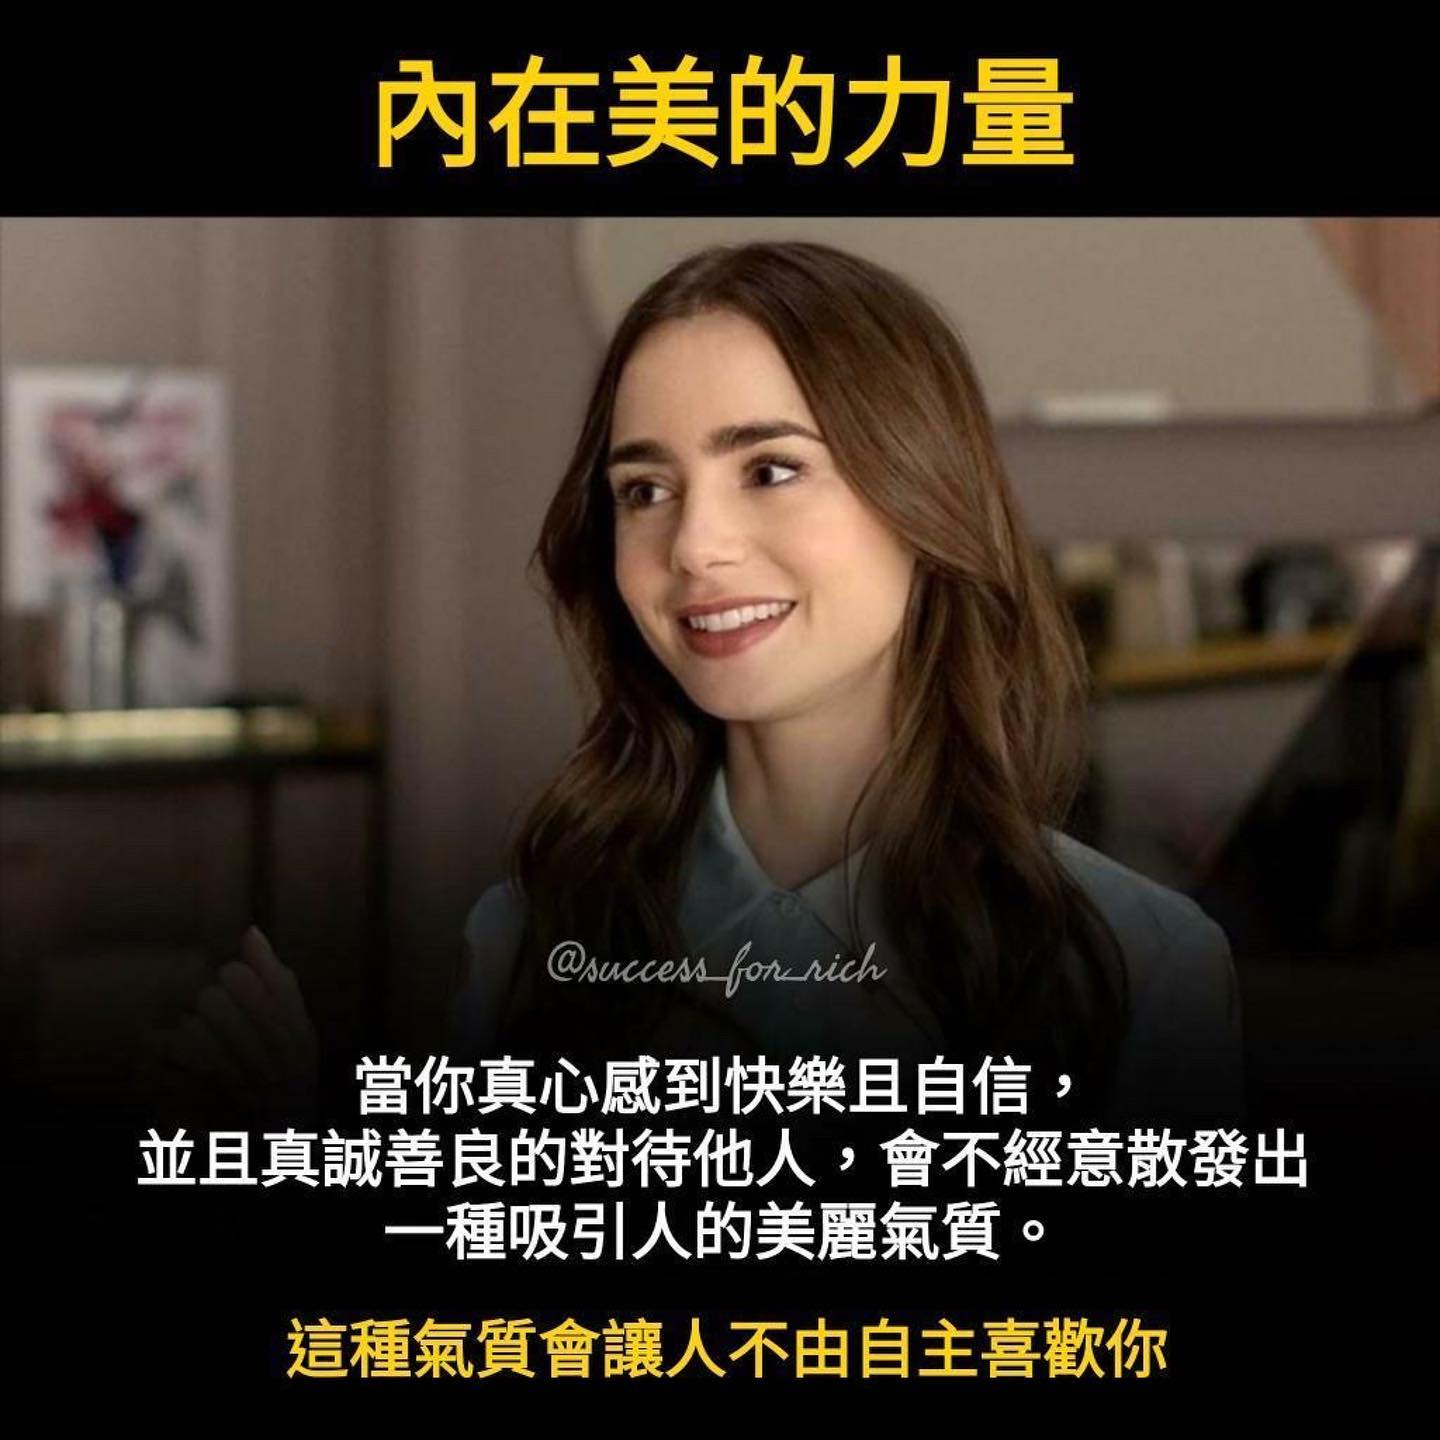 內在美的力量
@success_for_rich
當你真心感到快樂且自信，
並且真誠善良的對待他人，會不經意散發出
一種吸引人的美麗氣質。
這種氣質會讓人不由自主喜歡你